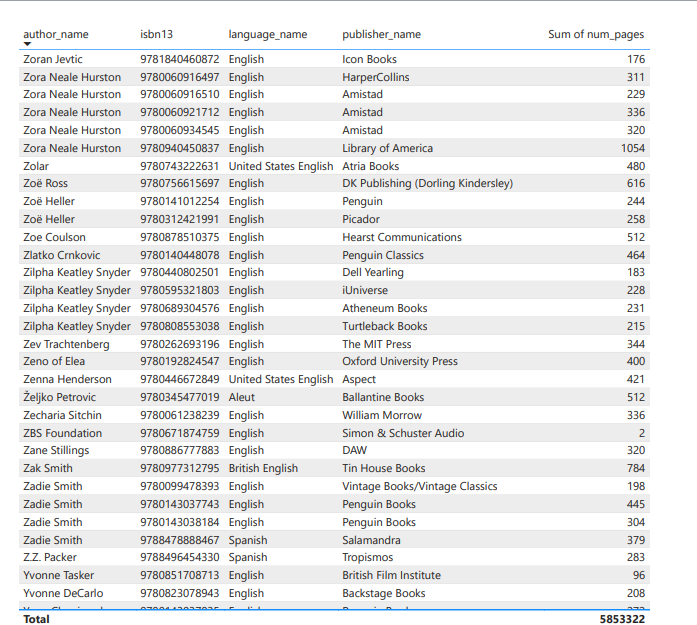 author_name isbn13 language_name publisher_name Sum of num_pages
Zoran Jevtic 9781840460872 English Icon Books 176
Zora Neale Hurston 9780060916497 English HarperCollins 311
Zora Neale Hurston 9780060916510 English Amistad 229
Zora Neale Hurston 9780060921712 English Amistad 336
Zora Neale Hurston 9780060934545 English Amistad 320
Zora Neale Hurston 9780940450837 English Library of America 1054
Zolar 9780743222631 United States English Atria Books 480
Zoë Ross 9780756615697 English DK Publishing (Dorling Kindersley) 616
Zoë Heller 9780141012254 English Penguin 244
Zoë Heller 9780312421991 English Picador 258
Zoe Coulson 9780878510375 English Hearst Communications 512
Zlatko Crnkovic 9780140448078 English Penguin Classics 464
Zilpha Keatley Snyder 9780440802501 English Dell Yearling 183
Zilpha Keatley Snyder 9780595321803 English iUniverse 228
Zilpha Keatley Snyder 9780689304576 English Atheneum Books 231
Zilpha Keatley Snyder 9780808553038 English Turtleback Books 215
Zev Trachtenberg 9780262693196 English The MIT Press 344
Zeno of Elea 9780192824547 English Oxford University Press 400
Zenna Henderson 9780446672849 United States English Aspect 421
Željko Petrovic 9780345477019 Aleut Ballantine Books 512
Zecharia Sitchin 9780061238239 English William Morrow 336
ZBS Foundation 9780671874759 English Simon & Schuster Audio 2
Zane Stillings 9780886777883 English DAW 320
Zak Smith 9780977312795 British English Tin House Books 784
Zadie Smith 9780099478393 English Vintage Books/Vintage Classics 198
Zadie Smith 9780143037743 English Penguin Books 445
Zadie Smith 9780143038184 English Penguin Books 304
Zadie Smith 9788478888467 Spanish Salamandra 379
Z.Z. Packer 9788496454330 Spanish Tropismos 283
Yvonne Tasker 9780851708713 English British Film Institute 96
Yvonne DeCarlo 9780823078943 English Backstage Books 208
Total 5853322